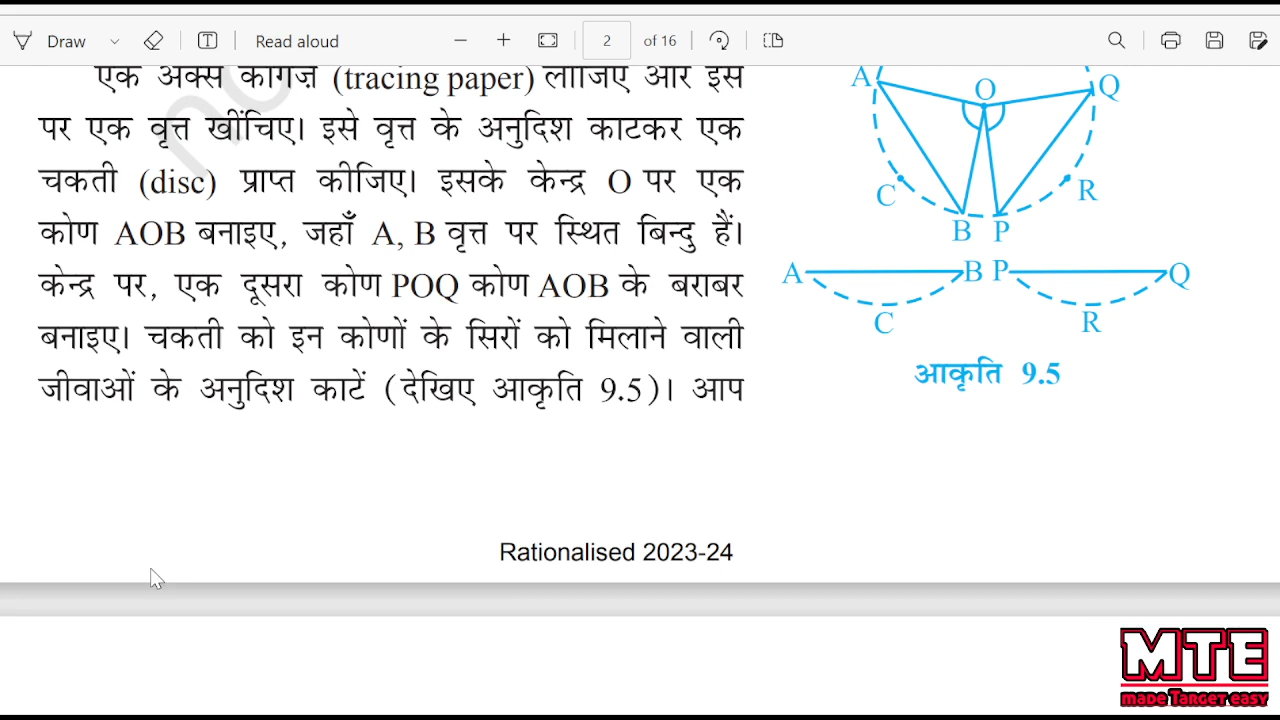 Draw
Read aloud
2
of 16
एक अक्स कागज़ (tracing paper) लीजिए और इस
पर एक वृत्त खींचिए। इसे वृत्त के अनुदिश काटकर एक
चकती (disc) प्राप्त कीजिए। इसके केन्द्र O पर एक
कोण AOB बनाइए, जहाँ A, B वृत्त पर स्थित बिन्दु हैं।
केन्द्र पर, एक दूसरा कोण POQ कोण AOB के बराबर
बनाइए। चकती को इन कोणों के सिरों को मिलाने वाली
जीवाओं के अनुदिश काटें (देखिए आकृति 9.5)। आप
A O Q
C R
B P
A B P Q
C R
आकृति 9.5
Rationalised 2023-24
MTE
made Target easy